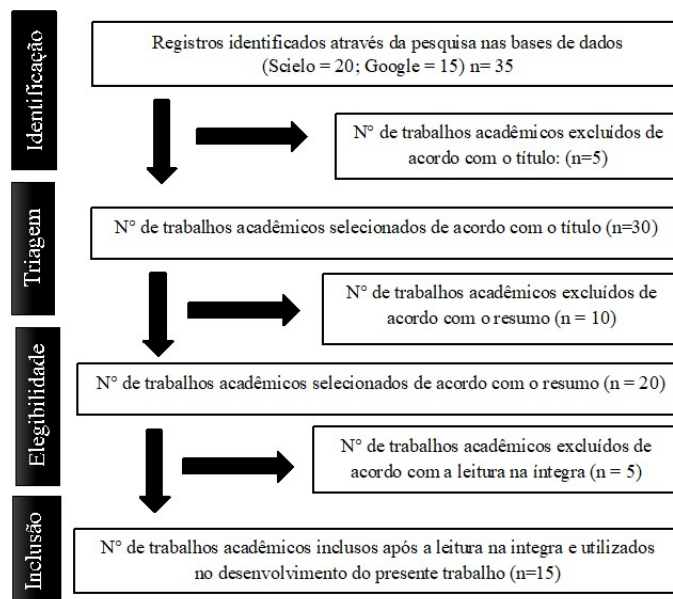 Identificação
Registros identificados através da pesquisa nas bases de dados
(Scielo = 20; Google = 15) n= 35
N° de trabalhos acadêmicos excluídos de
acordo com o título: (n=5)
Triagem
N° de trabalhos acadêmicos selecionados de acordo com o título (n=30)
N° de trabalhos acadêmicos excluídos de
acordo com o resumo (n = 10)
Elegibilidade
N° de trabalhos acadêmicos selecionados de acordo com o resumo (n = 20)
N° de trabalhos acadêmicos excluídos de
acordo com a leitura na íntegra (n = 5)
Inclusão
N° de trabalhos acadêmicos inclusos após a leitura na integra e utilizados
no desenvolvimento do presente trabalho (n=15)